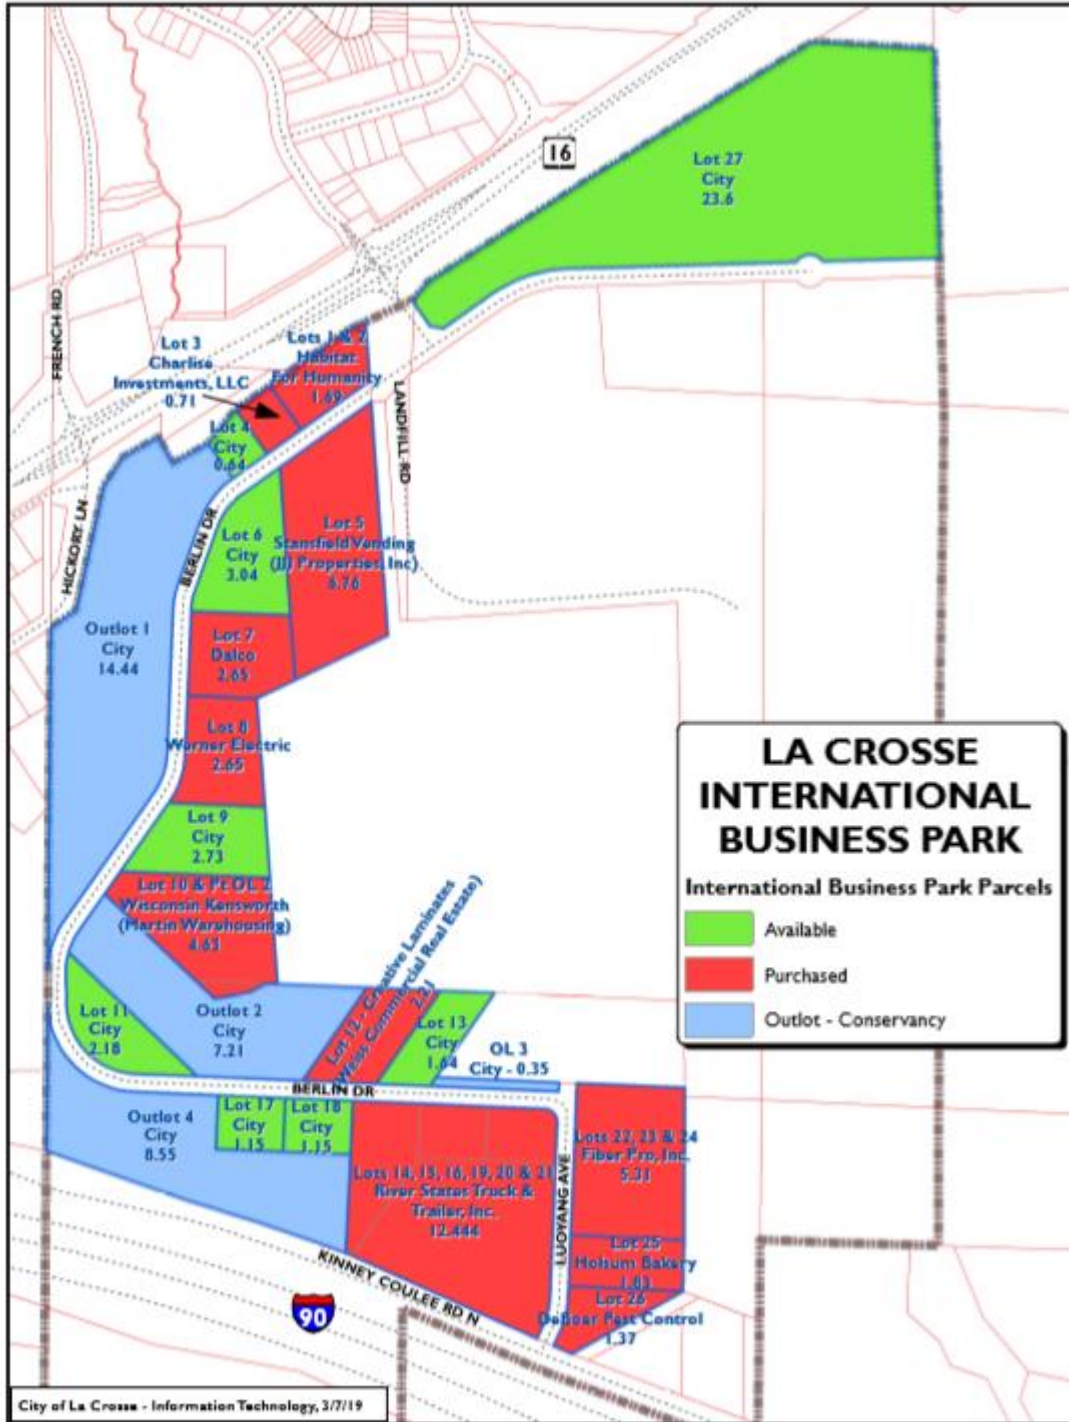 16
Lot 27
City
23.6
FRENCH RD
Lot 3
Charlise
Investments, LLC
0.71
Lots 1 & 2
Habitat
For Humanity
1.69
LANDFILL RD
Lot 4
City
0.64
HICKORY LN
BERLIN DR
Lot 6
City
3.04
Lot 5
Stansfield Vending
(JJJ Properties, Inc)
6.76
Outlot 1
City
14.44
Lot 7
Dalco
2.65
Lot 8
Werner Electric
2.65
LA CROSSE
INTERNATIONAL
BUSINESS PARK
International Business Park Parcels
Available
Purchased
Outlot - Conservancy
Lot 9
City
2.73
Lot 10 & Pt OL 2
Wisconsin Kenworth
(Martin Warehousing)
4.63
Lot 12 - Creative Laminates
(Weiss Commercial Real Estate)
2.21
Lot 11
City
2.18
Outlot 2
City
7.21
Lot 13
City
1.64
OL 3
City - 0.35
BERLIN DR
Outlot 4
City
8.55
Lot 17
City
1.15
Lot 18
City
1.15
Lots 14, 15, 16, 19, 20 & 21
River States Truck &
Trailer, Inc.
12.444
LUOYANG AVE
Lots 22, 23 & 24
Fiber Pro, Inc.
5.31
Lot 25
Holsum Bakery
1.83
Lot 26
DeBoer Pest Control
1.37
KINNEY COULEE RD N
90
City of La Crosse - Information Technology, 3/7/19